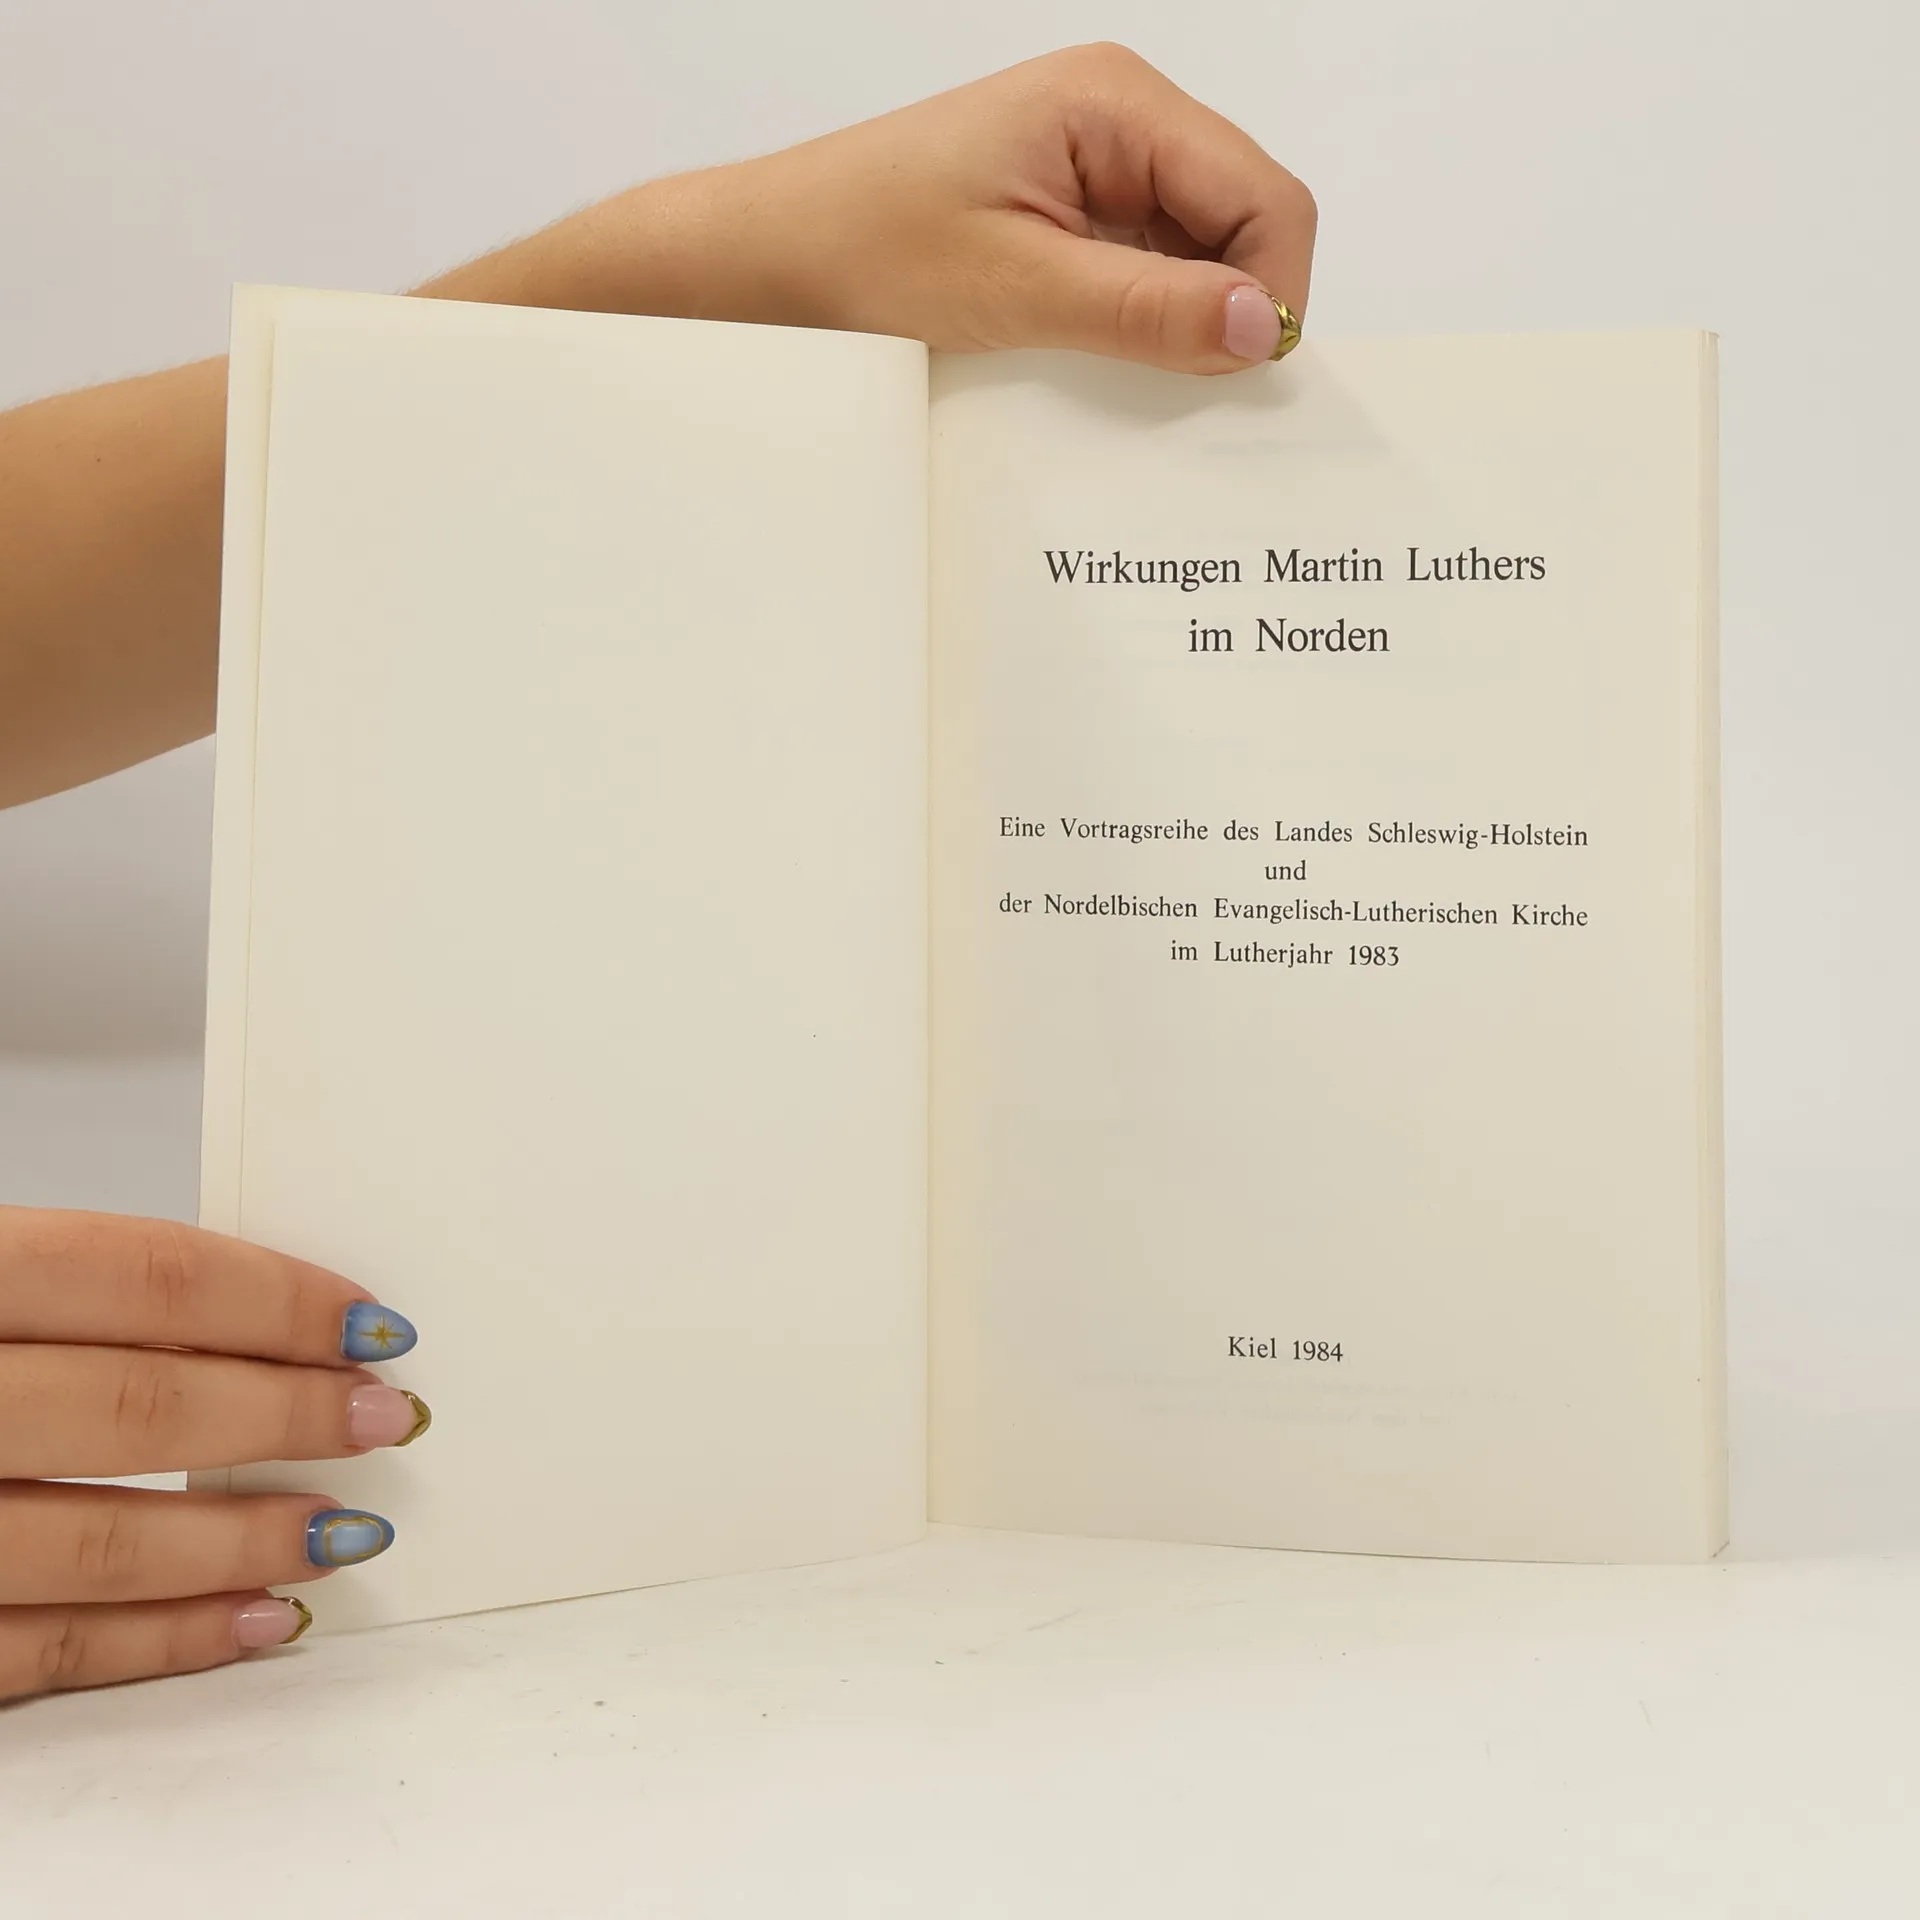 Wirkungen Martin Luthers
im Norden
Eine Vortragsreihe des Landes Schleswig-Holstein
und
der Nordelbischen Evangelisch-Lutherischen Kirche
im Lutherjahr 1983
Kiel 1984